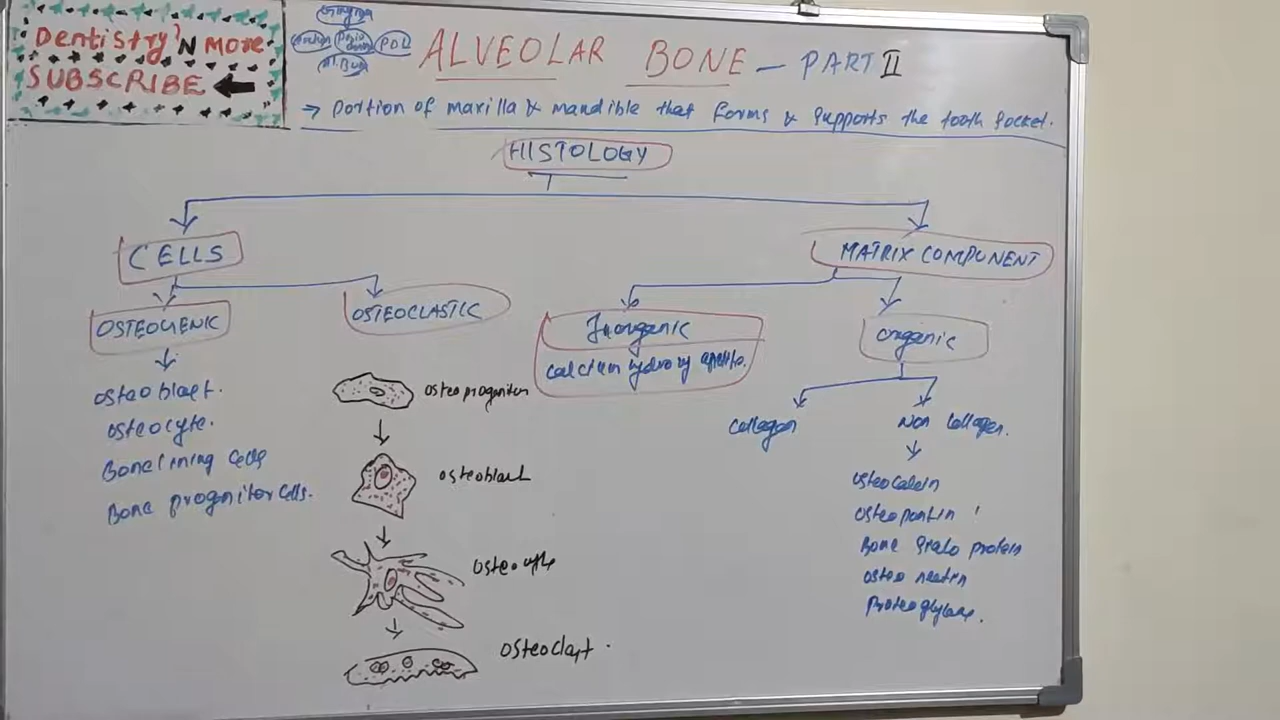 Dentistry'N More
SUBSCRIBE
PDL
ALVEOLAR BONE - PART II
→ portion of maxilla & mandible that forms & supports the tooth socket.
HISTOLOGY
CELLS
MATRIX COMPONENT
OSTEOGENIC
OSTEOCLASTIC
Inorganic
calcium hydroxy
organic
osteoblast.
osteocyte.
Bone lining cells
Bone progenitor cells.
osteoprogenitor
osteoblast
osteocyte
osteoclast.
collagen
Non collagen.
osteocalcin
osteopontin
Bone sialo protein
osteo nectin
proteoglycans.